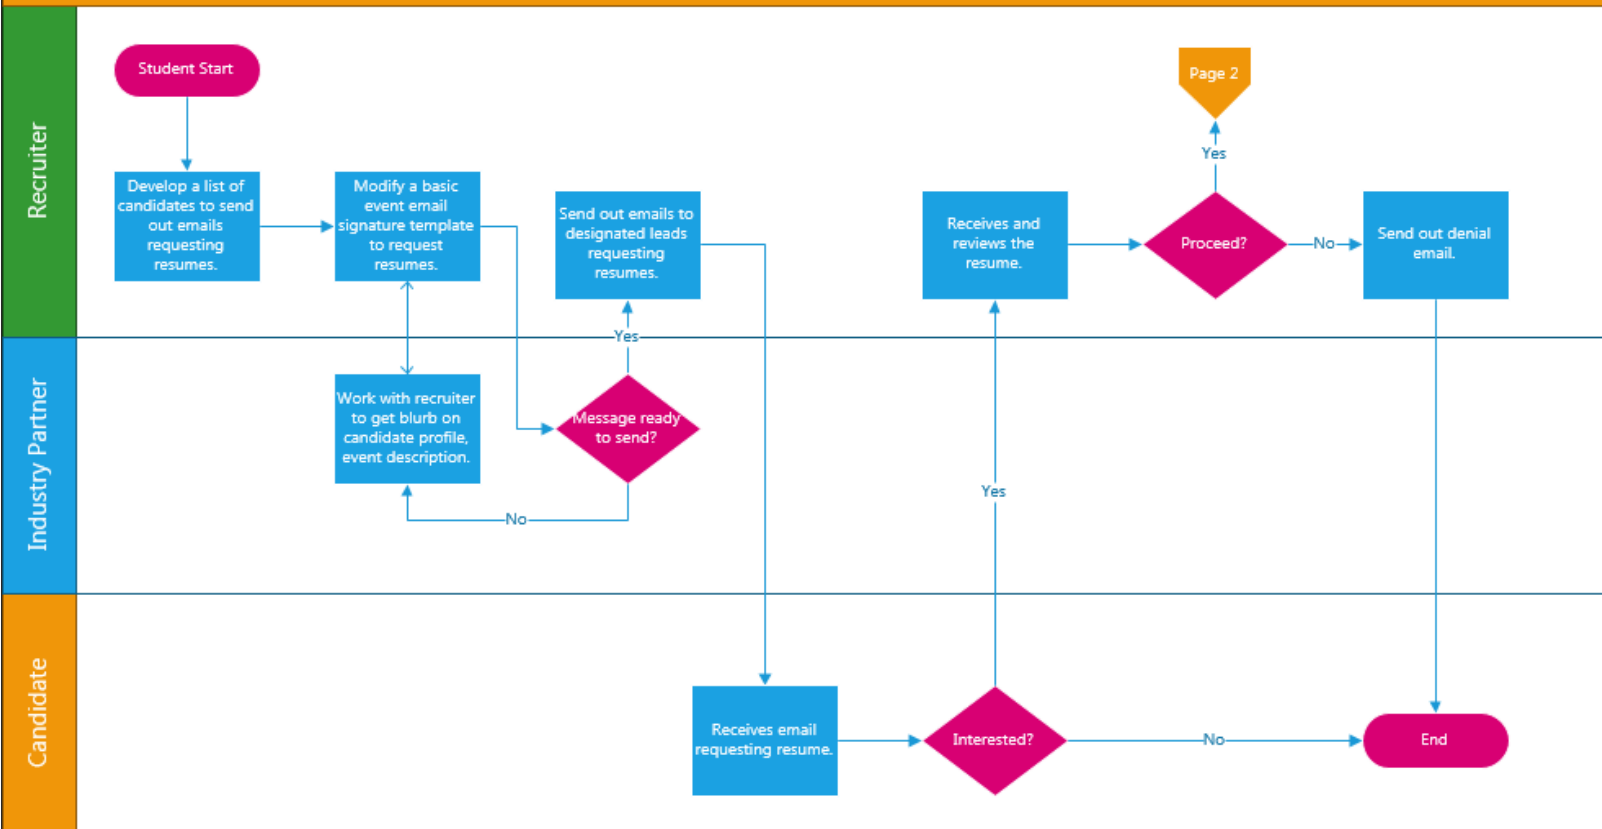 Recruiter
Student Start
Develop a list of
candidates to send
out emails
requesting
resumes.
Modify a basic
event email
signature template
to request
resumes.
Send out emails to
designated leads
requesting
resumes.
Receives and
reviews the
resume.
Page 2
Yes
Proceed?
No
Send out denial
email.
Yes
Industry Partner
Work with recruiter
to get blurb on
candidate profile,
event description.
Message ready
to send?
No
Yes
Candidate
Receives email
requesting resume.
Interested?
No
End